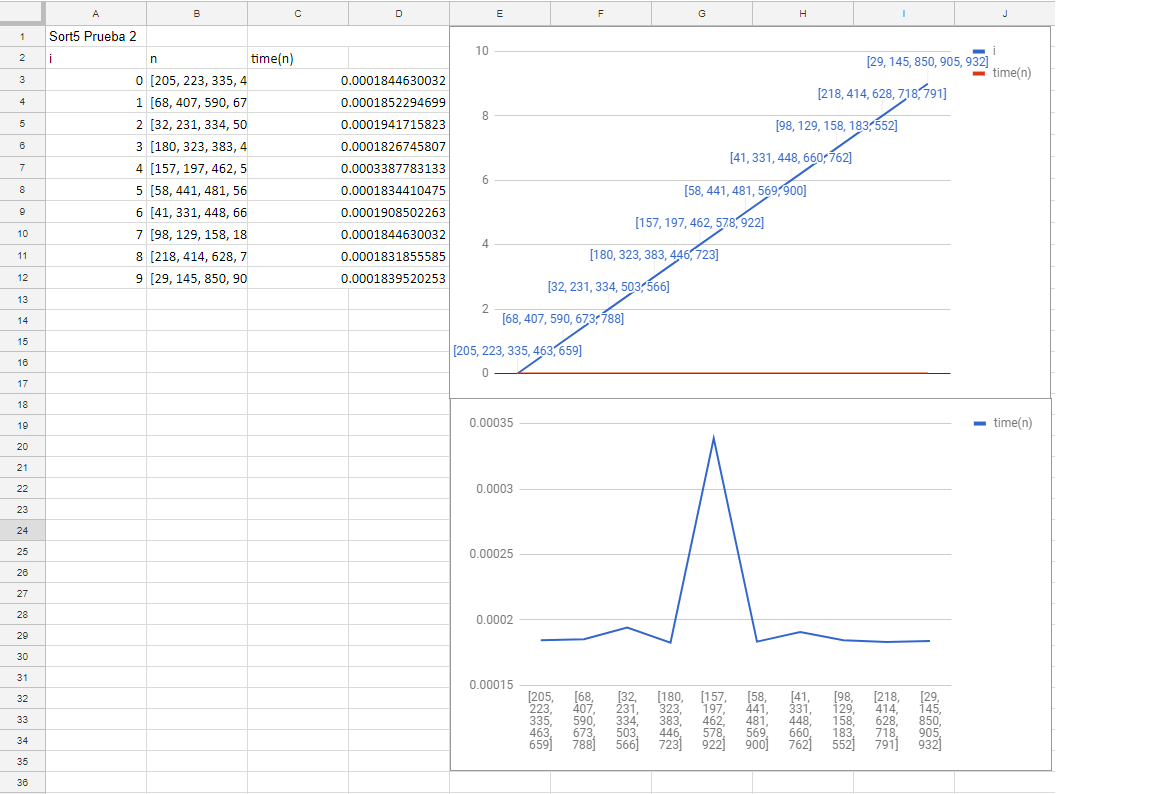 A B C D E F G H I J
1 Sort5 Prueba 2
2 i n time(n)
3 0 [205, 223, 335, 4 0.0001844630032
4 1 [68, 407, 590, 67 0.0001852294699
5 2 [32, 231, 334, 50 0.0001941715823
6 3 [180, 323, 383, 4 0.0001826745807
7 4 [157, 197, 462, 5 0.0003387783133
8 5 [58, 441, 481, 56 0.0001834410475
9 6 [41, 331, 448, 66 0.0001908502263
10 7 [98, 129, 158, 18 0.0001844630032
11 8 [218, 414, 628, 7 0.0001831855585
12 9 [29, 145, 850, 90 0.0001839520253
13
14
15
16
17
18
19
20
21
22
23
24
25
26
27
28
29
30
31
32
33
34
35
36
10
8
6
4
2
0
i
time(n)
[29, 145, 850, 905, 932]
[218, 414, 628, 718, 791]
[98, 129, 158, 183, 552]
[41, 331, 448, 660, 762]
[58, 441, 481, 569, 900]
[157, 197, 462, 578, 922]
[180, 323, 383, 446, 723]
[32, 231, 334, 503, 566]
[68, 407, 590, 673, 788]
[205, 223, 335, 463, 659]
0.00035
0.0003
0.00025
0.0002
0.00015
time(n)
[205, [68, [32, [180, [157, [58, [41, [98, [218, [29,
223, 407, 231, 323, 197, 441, 331, 129, 414, 145,
335, 590, 334, 383, 462, 481, 448, 158, 628, 850,
463, 673, 503, 446, 578, 569, 660, 183, 718, 905,
659] 788] 566] 723] 922] 900] 762] 552] 791] 932]